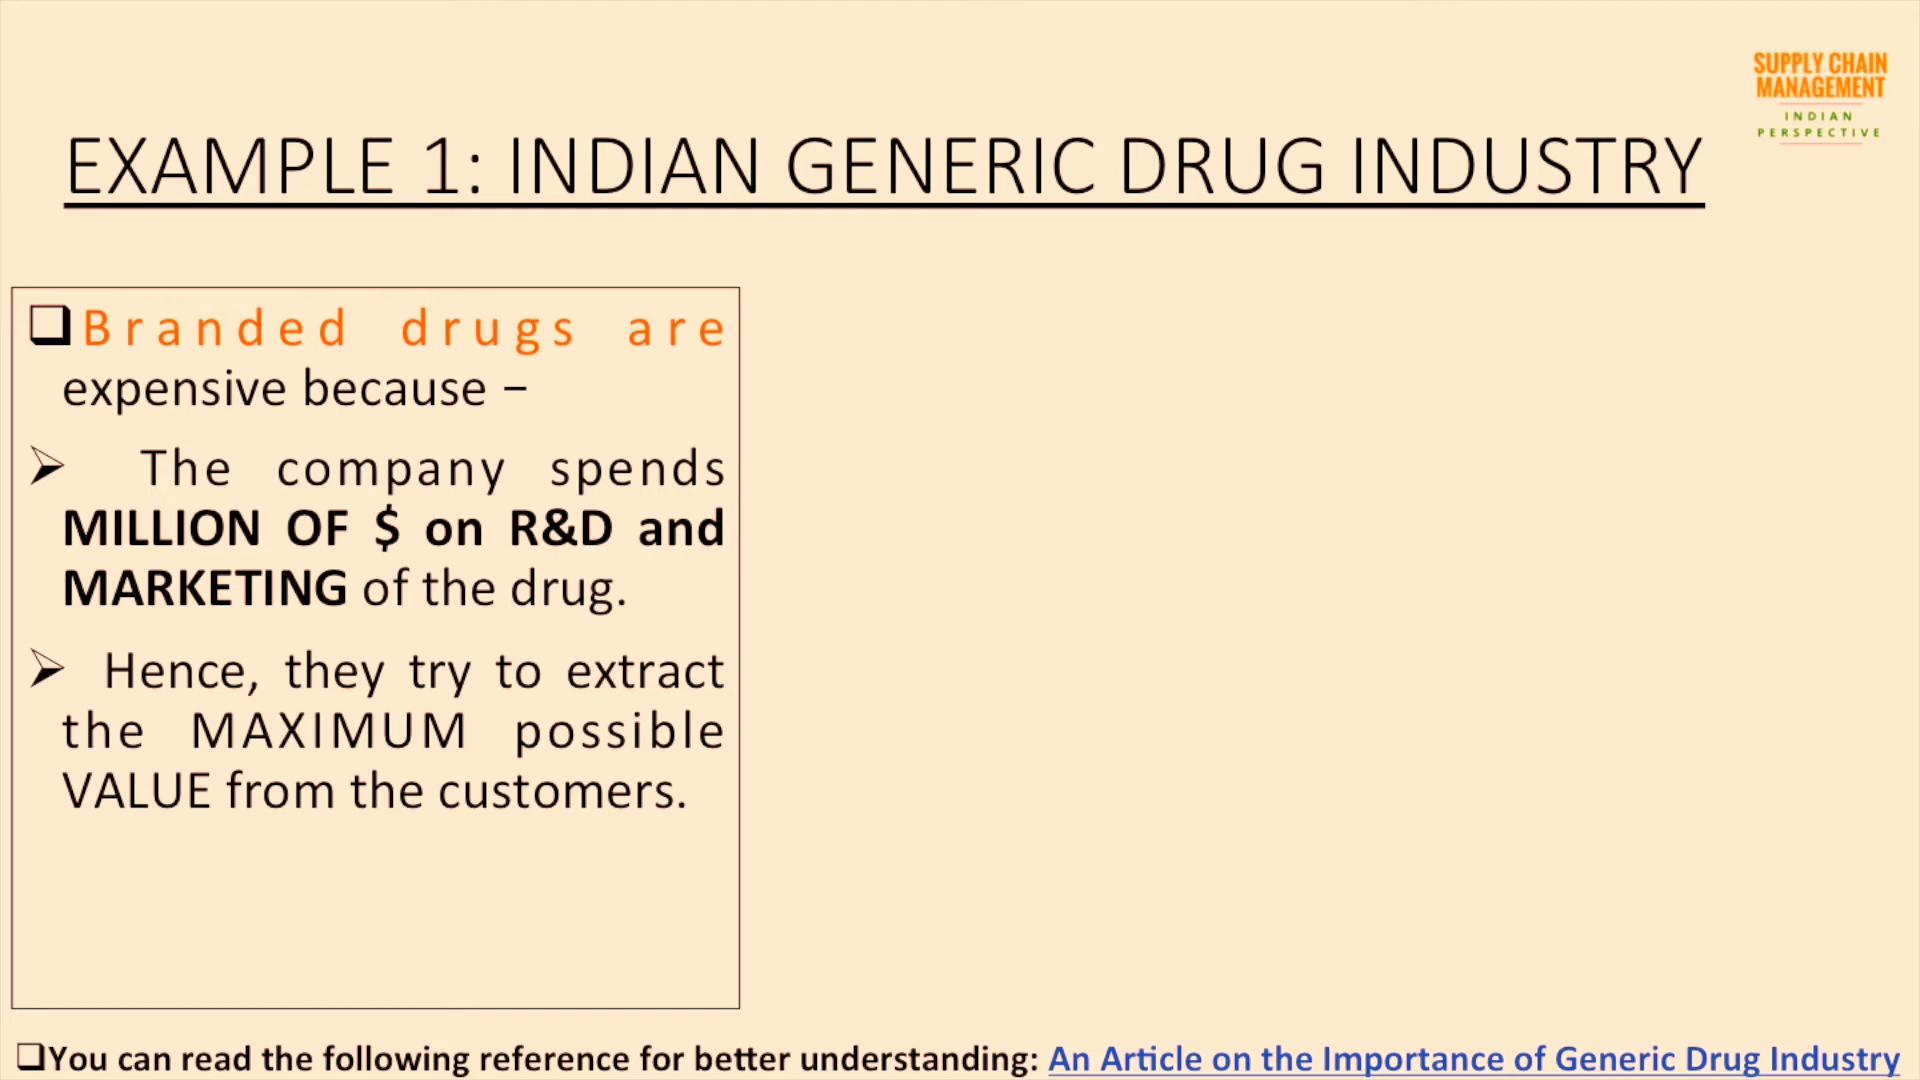 SUPPLY CHAIN
MANAGEMENT
INDIAN
PERSPECTIVE
EXAMPLE 1: INDIAN GENERIC DRUG INDUSTRY
❑Branded drugs are
expensive because –
➢ The company spends
MILLION OF $ on R&D and
MARKETING of the drug.
➢ Hence, they try to extract
the MAXIMUM possible
VALUE from the customers.
❑You can read the following reference for better understanding: An Article on the Importance of Generic Drug Industry